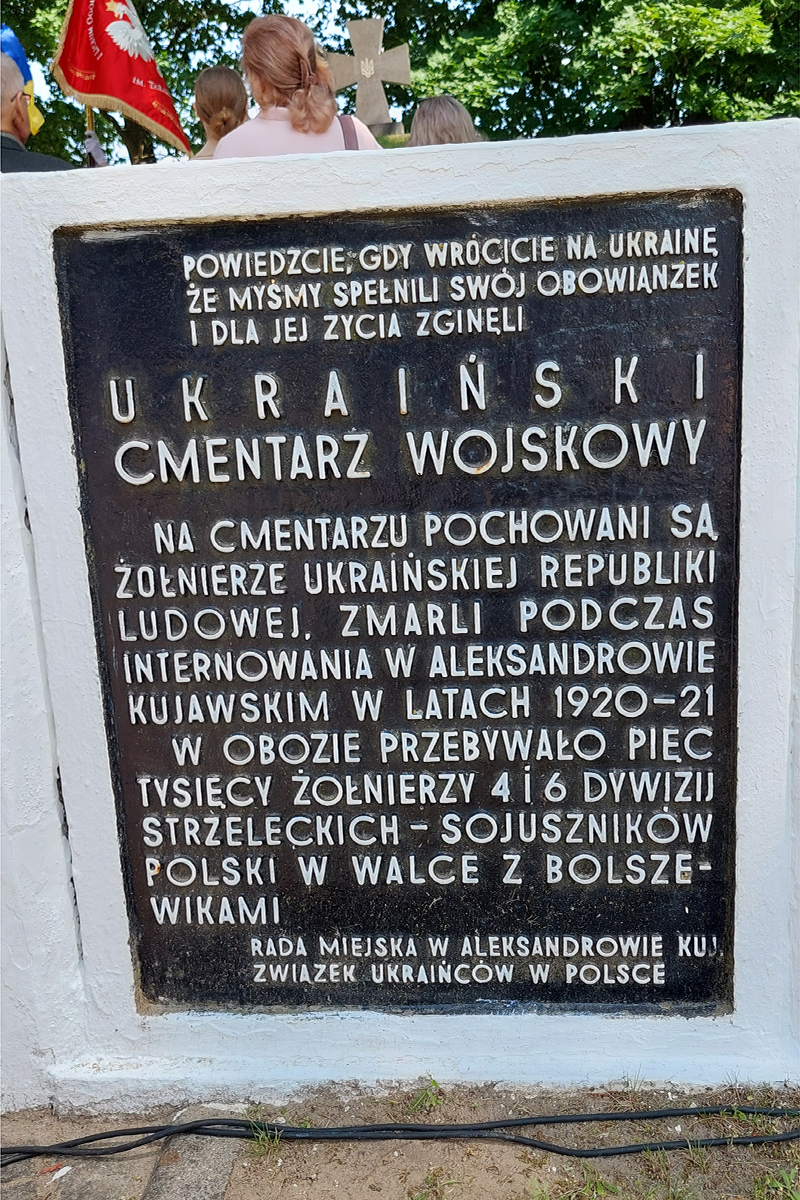 POWIEDZCIE, GDY WRÓCICIE NA UKRAINĘ
ŻE MYŚMY SPEŁNILI SWÓJ OBOWIĄNZEK
I DLA JEJ ŻYCIA ZGINĘLI
UKRAIŃSKI
CMENTARZ WOJSKOWY
NA CMENTARZU POCHOWANI SĄ
ŻOŁNIERZE UKRAIŃSKIEJ REPUBLIKI
LUDOWEJ, ZMARLI PODCZAS
INTERNOWANIA W ALEKSANDROWIE
KUJAWSKIM W LATACH 1920-21
W OBOZIE PRZEBYWAŁO PIĘĆ
TYSIĘCY ŻOŁNIERZY 4 i 6 DYWIZJI
STRZELECKICH - SOJUSZNIKÓW
POLSKI W WALCE Z BOLSZE-
WIKAMI
RADA MIEJSKA W ALEKSANDROWIE KUJ.
ZWIĄZEK UKRAIŃCÓW W POLSCE